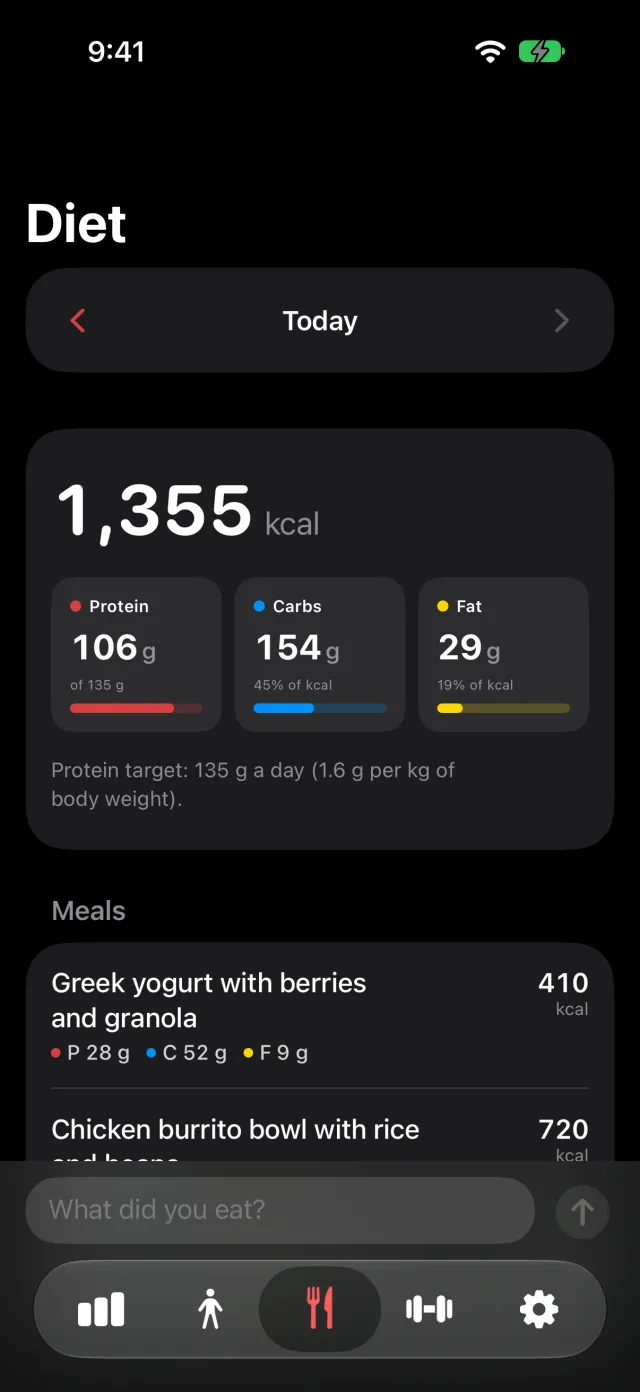 9:41
Diet
Today
1,355 kcal
Protein
106 g
of 135 g
Carbs
154 g
45% of kcal
Fat
29 g
19% of kcal
Protein target: 135 g a day (1.6 g per kg of
body weight).
Meals
Greek yogurt with berries
and granola
410
kcal
P 28 g C 52 g F 9 g
Chicken burrito bowl with rice
and beans
720
kcal
What did you eat?